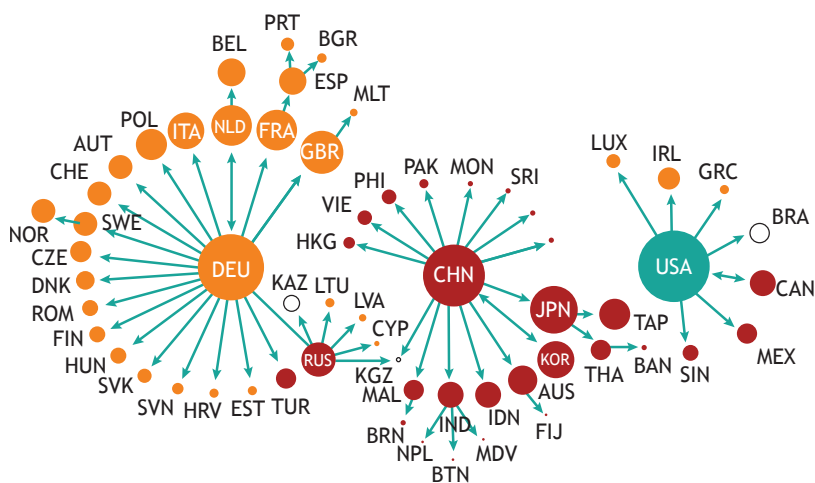 PRT
BGR
BEL
ESP
MLT
POL
ITA
NLD
FRA
GBR
AUT
CHE
NOR
SWE
CZE
DNK
ROM
FIN
HUN
SVK
SVN
HRV
EST
TUR
DEU
KAZ
LTU
LVA
CYP
RUS
KGZ
PHI
PAK
MON
SRI
VIE
HKG
CHN
MAL
BRN
IND
NPL
BTN
MDV
IDN
AUS
FIJ
KOR
JPN
TAP
THA
BAN
LUX
IRL
GRC
BRA
USA
CAN
MEX
SIN